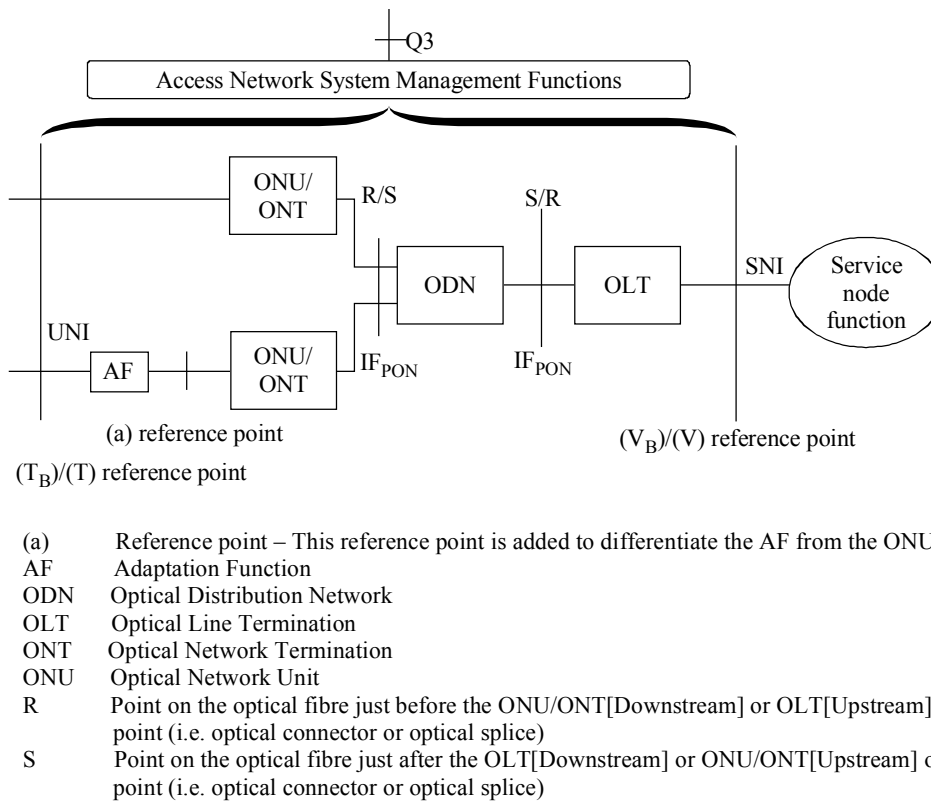 Q3
Access Network System Management Functions
ONU/
ONT
R/S
S/R
ODN
OLT
SNI
Service
node
function
UNI
AF
ONU/
ONT
IFPON
IFPON
(a) reference point
(VB)/(V) reference point
(TB)/(T) reference point
(a) Reference point – This reference point is added to differentiate the AF from the ONU
AF Adaptation Function
ODN Optical Distribution Network
OLT Optical Line Termination
ONT Optical Network Termination
ONU Optical Network Unit
R Point on the optical fibre just before the ONU/ONT[Downstream] or OLT[Upstream]
point (i.e. optical connector or optical splice)
S Point on the optical fibre just after the OLT[Downstream] or ONU/ONT[Upstream]
point (i.e. optical connector or optical splice)